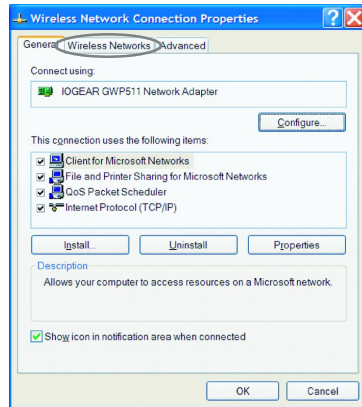 Wireless Network Connection Properties
General Wireless Networks Advanced
Connect using:
IOGEAR GWP511 Network Adapter
Configure...
This connection uses the following items:
Client for Microsoft Networks
File and Printer Sharing for Microsoft Networks
QoS Packet Scheduler
Internet Protocol (TCP/IP)
Install... Uninstall Properties
Description
Allows your computer to access resources on a Microsoft network.
Show icon in notification area when connected
OK Cancel